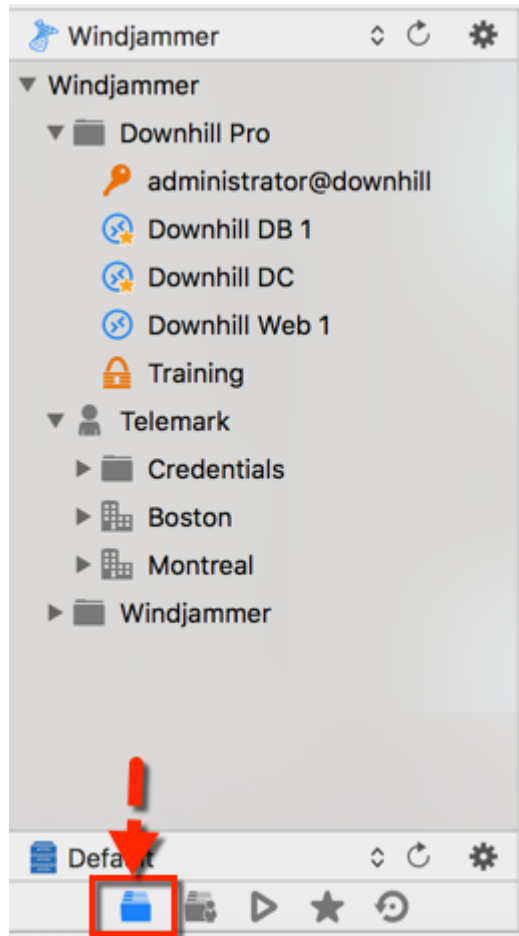 Windjammer
Windjammer
Downhill Pro
administrator@downhill
Downhill DB 1
Downhill DC
Downhill Web 1
Training
Telemark
Credentials
Boston
Montreal
Windjammer
Default